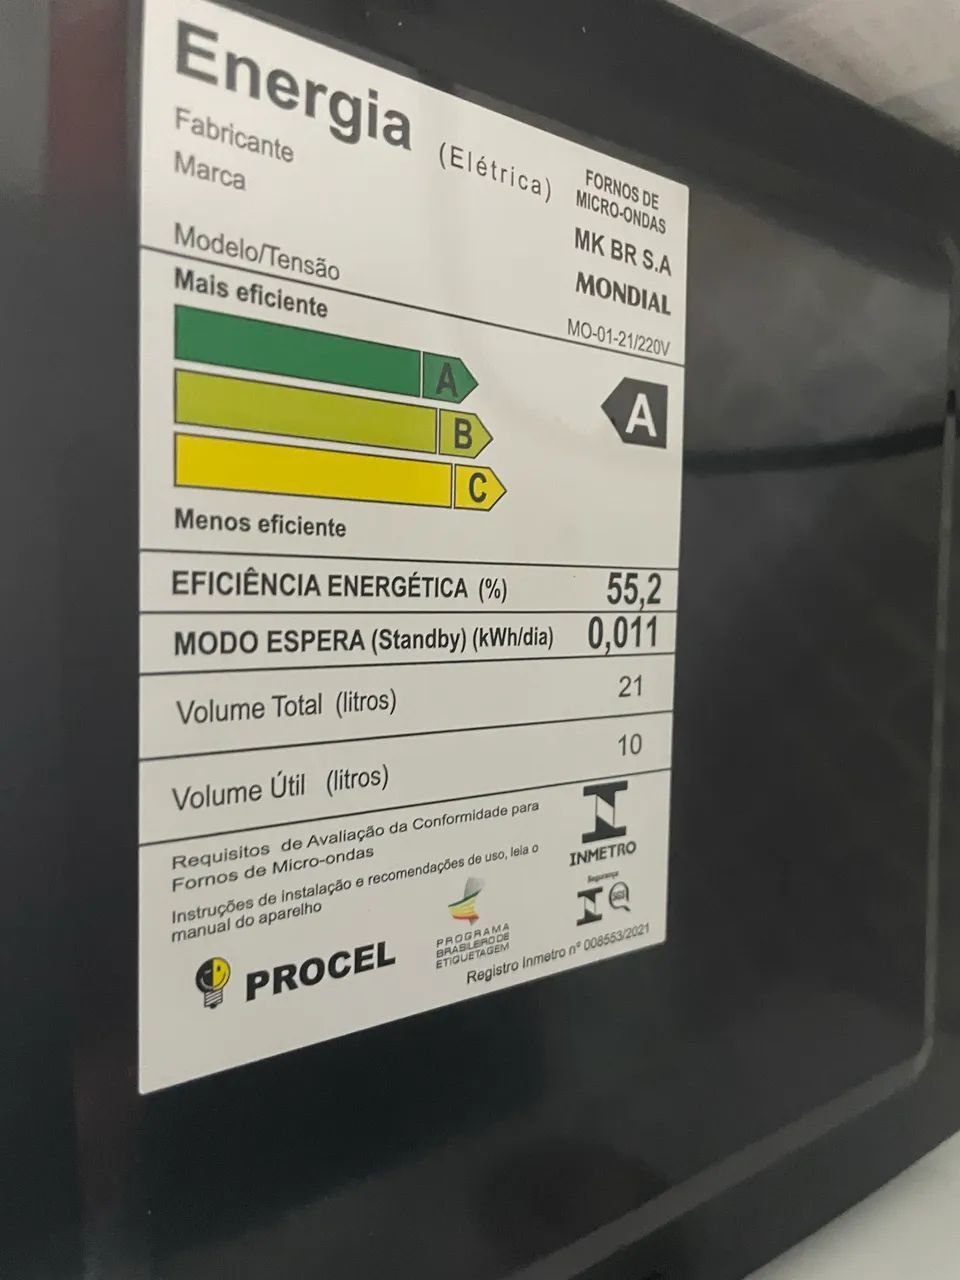 Energia (Elétrica)
FORNOS DE
MICRO-ONDAS
Fabricante
MK BR S.A
Marca
MONDIAL
Modelo/Tensão
MO-01-21/220V
Mais eficiente
A
A
B
C
Menos eficiente
EFICIÊNCIA ENERGÉTICA (%) 55,2
MODO ESPERA (Standby) (kWh/dia) 0,011
Volume Total (litros) 21
Volume Útil (litros) 10
Requisitos de Avaliação da Conformidade para
Fornos de Micro-ondas
Instruções de instalação e recomendações de uso, leia o
manual do aparelho
INMETRO
Segurança
PROCEL
PROGRAMA
BRASILEIRO DE
ETIQUETAGEM
Registro Inmetro n° 008553/2021